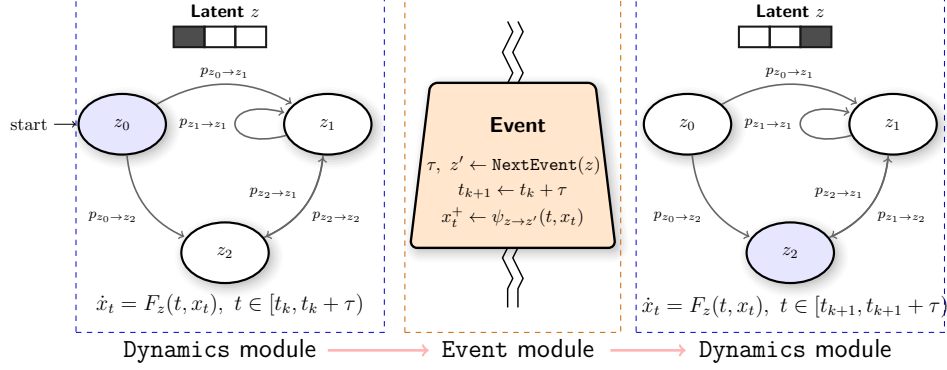 Latent z
start
z₀
z₁
z₂
p_{z₀→z₁}
p_{z₁→z₁}
p_{z₂→z₁}
p_{z₀→z₂}
p_{z₂→z₂}
ẋ_t = F_z(t, x_t), t ∈ [t_k, t_k + τ)
Dynamics module
Event
τ, z′ ← NextEvent(z)
t_{k+1} ← t_k + τ
x_t^+ ← ψ_{z→z′}(t, x_t)
Event module
Latent z
z₀
z₁
z₂
p_{z₀→z₁}
p_{z₁→z₁}
p_{z₂→z₁}
p_{z₀→z₂}
p_{z₂→z₂}
ẋ_t = F_z(t, x_t), t ∈ [t_{k+1}, t_{k+1} + τ)
Dynamics module